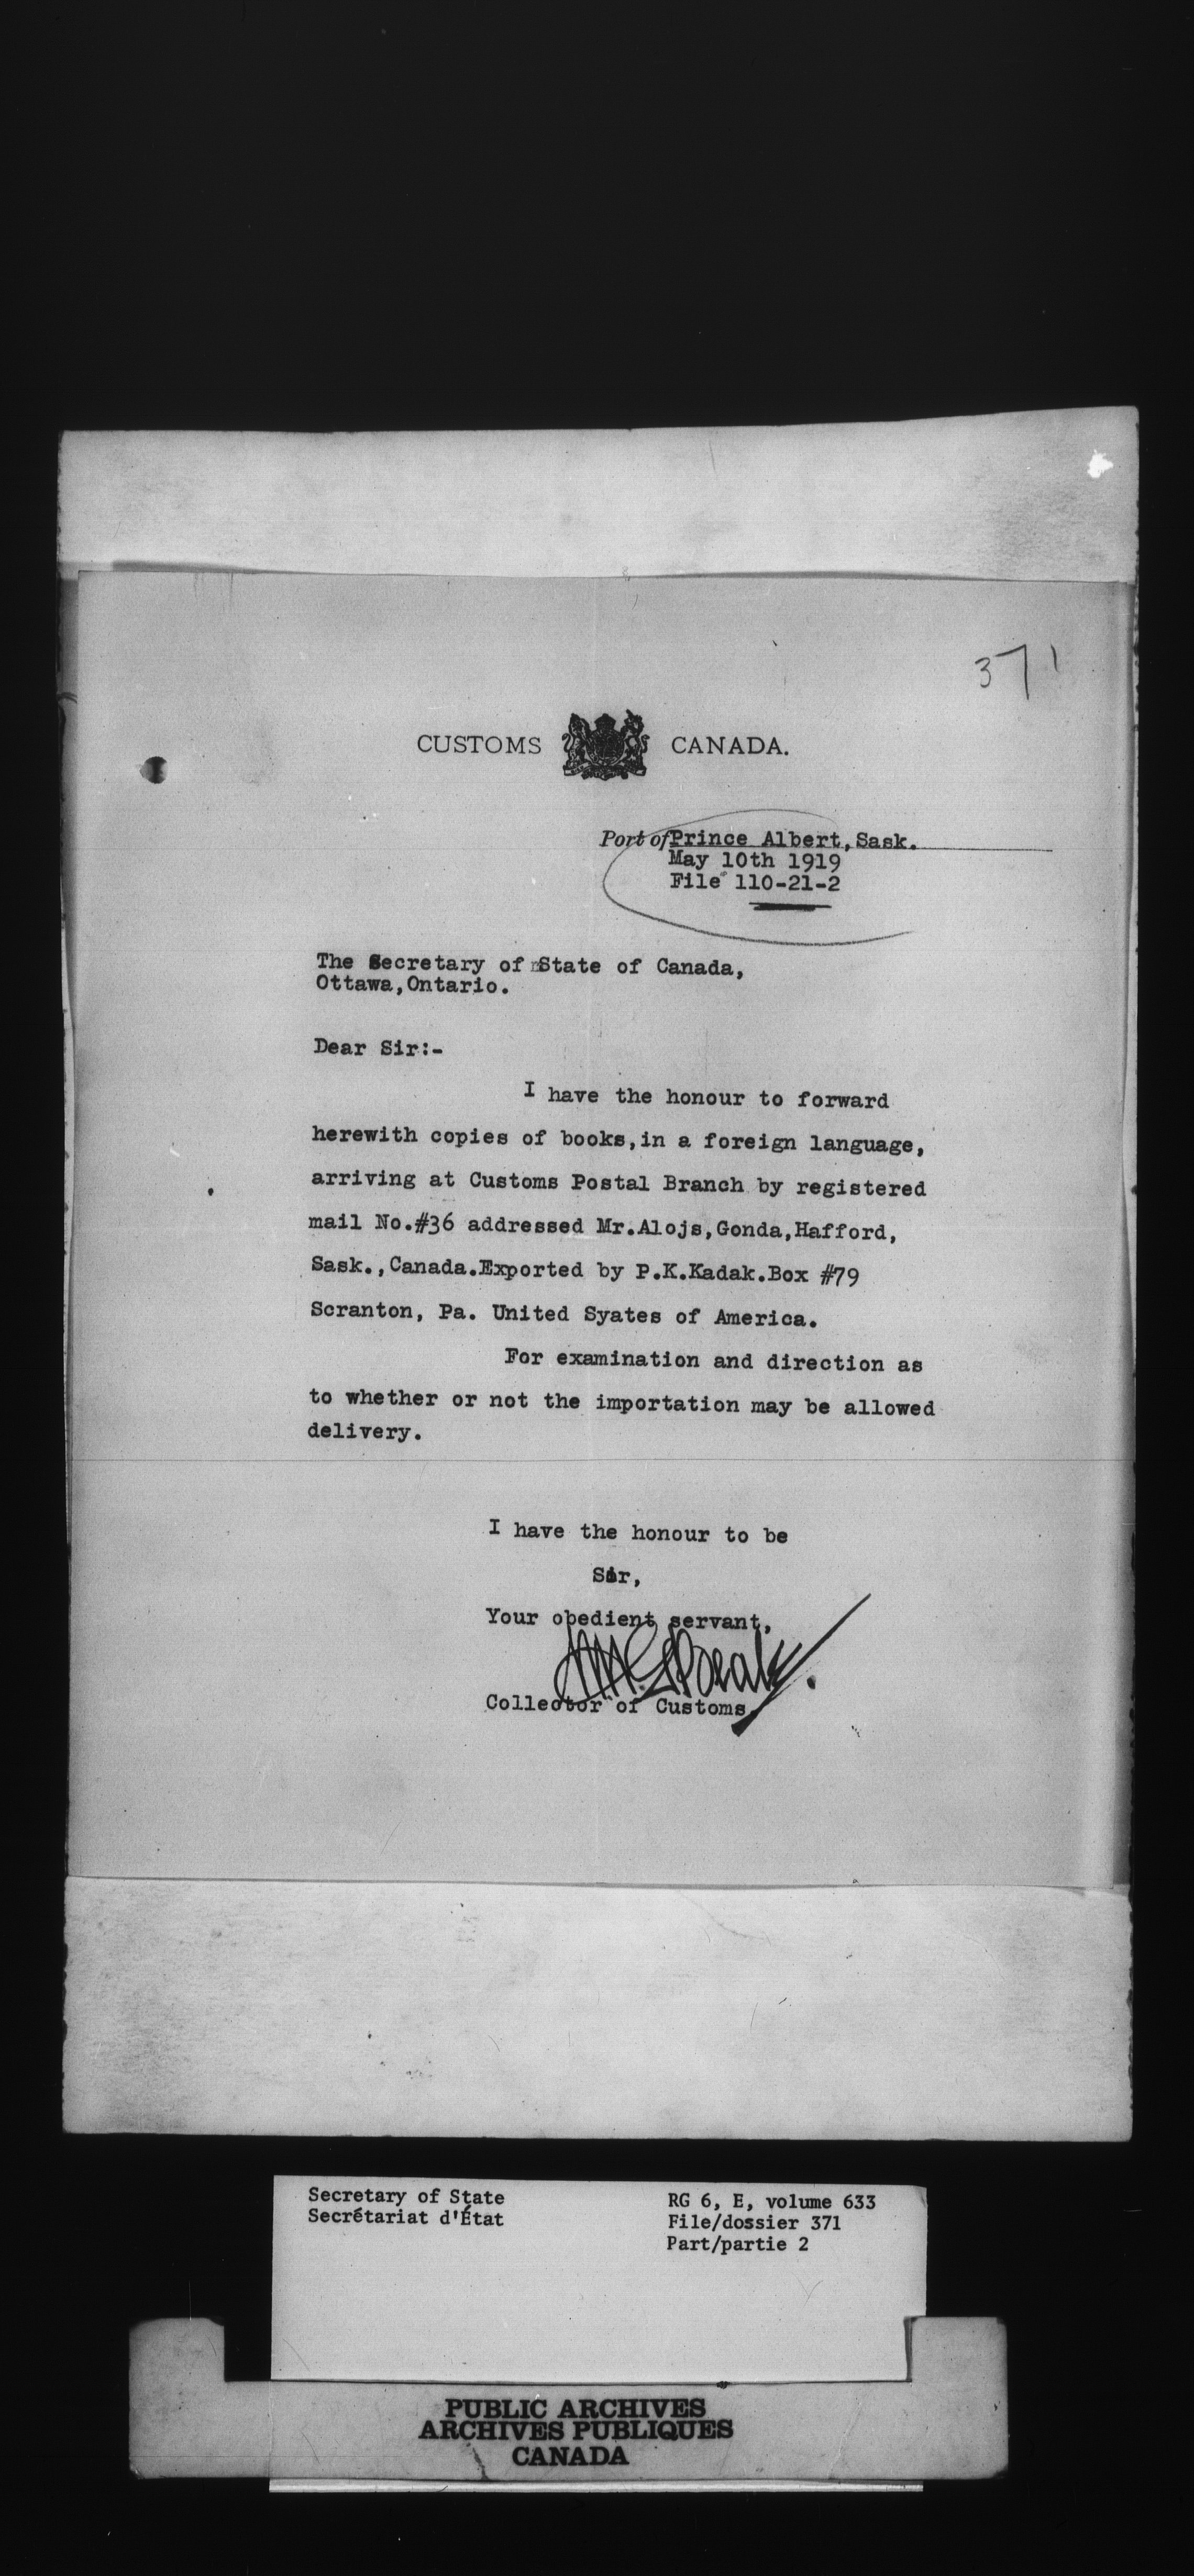 371
CUSTOMS CANADA.
Port of Prince Albert, Sask.
May 10th 1919
File 110-21-2
The Secretary of State of Canada,
Ottawa,Ontario.
Dear Sir:-
I have the honour to forward
herewith copies of books,in a foreign language,
arriving at Customs Postal Branch by registered
mail No.#36 addressed Mr.Alojs,Gonda,Hafford,
Sask.,Canada.Exported by P.K.Kadak.Box #79
Scranton, Pa. United Syates of America.
For examination and direction as
to whether or not the importation may be allowed
delivery.
I have the honour to be
Sir,
Your obedient servant,
Collector of Customs.
Secretary of State
Secrétariat d'État
RG 6, E, volume 633
File/dossier 371
Part/partie 2
PUBLIC ARCHIVES
ARCHIVES PUBLIQUES
CANADA